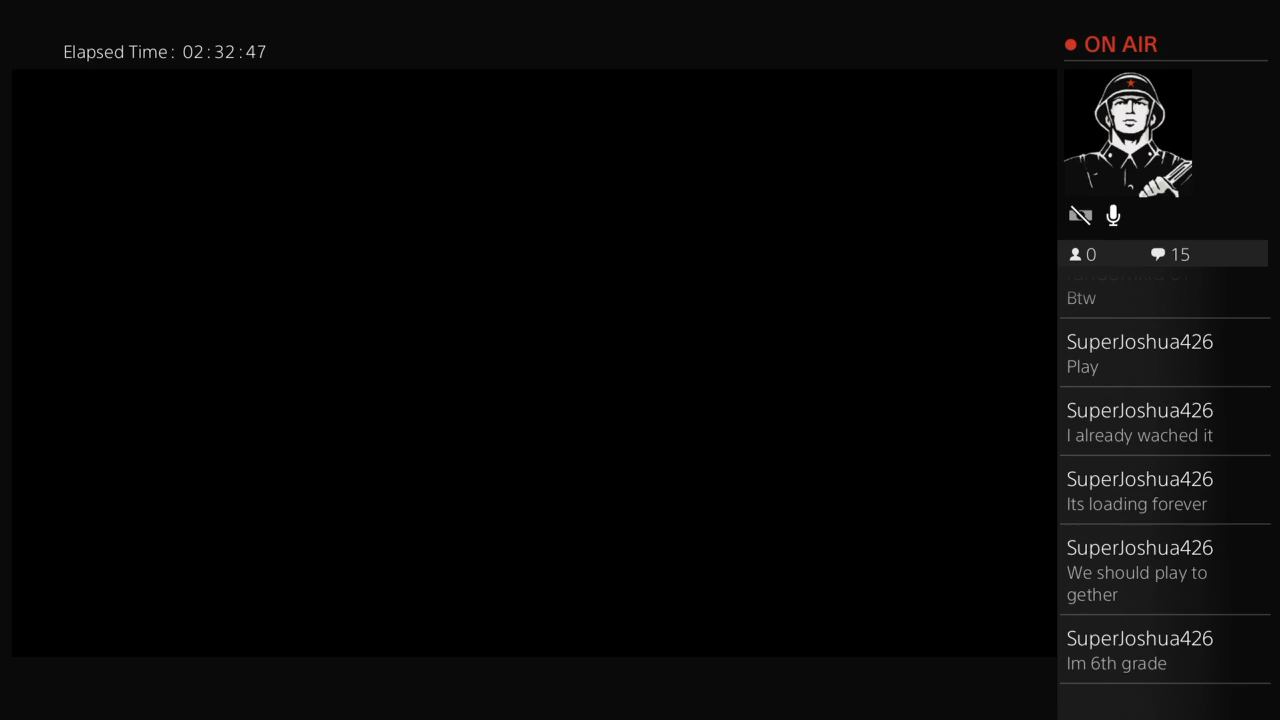 Elapsed Time: 02:32:47
ON AIR
0 15
Btw
SuperJoshua426
Play
SuperJoshua426
I already wached it
SuperJoshua426
Its loading forever
SuperJoshua426
We should play to
gether
SuperJoshua426
Im 6th grade